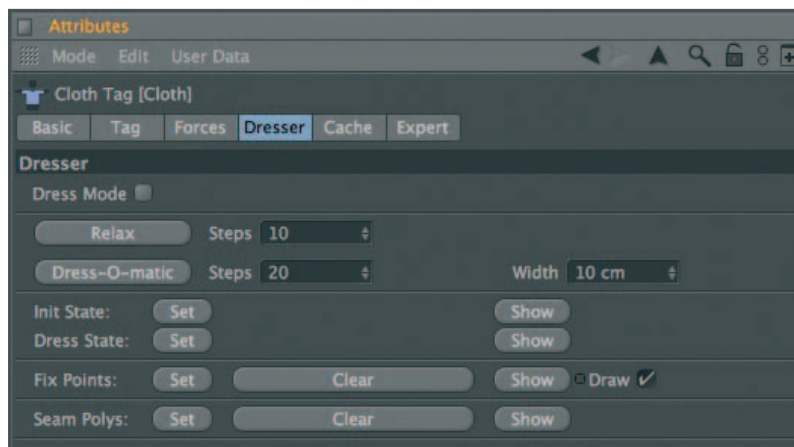 Attributes
Mode Edit User Data
Cloth Tag [Cloth]
Basic Tag Forces Dresser Cache Expert
Dresser
Dress Mode
Relax Steps 10
Dress-O-matic Steps 20 Width 10 cm
Init State: Set Show
Dress State: Set Show
Fix Points: Set Clear Show Draw
Seam Polys: Set Clear Show